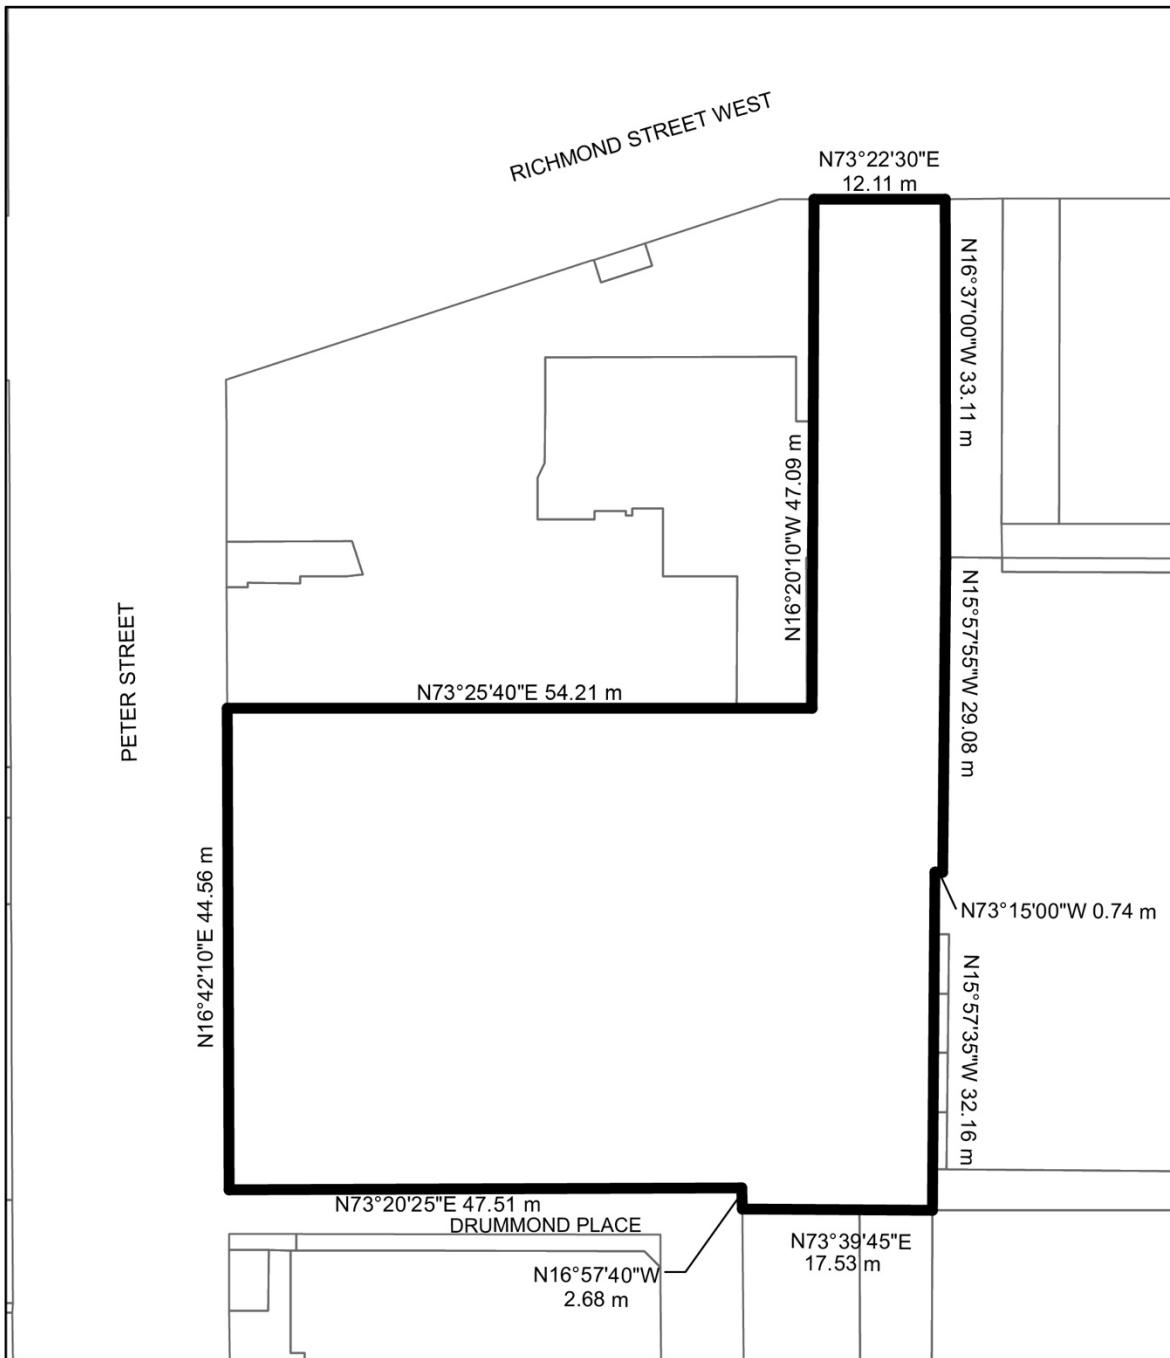 RICHMOND STREET WEST
N73°22'30"E
12.11 m
N16°37'00"W 33.11 m
N16°20'10"W 47.09 m
N15°57'55"W 29.08 m
PETER STREET
N73°25'40"E 54.21 m
N16°42'10"E 44.56 m
N73°15'00"W 0.74 m
N15°57'35"W 32.16 m
N73°20'25"E 47.51 m
DRUMMOND PLACE
N73°39'45"E
17.53 m
N16°57'40"W
2.68 m